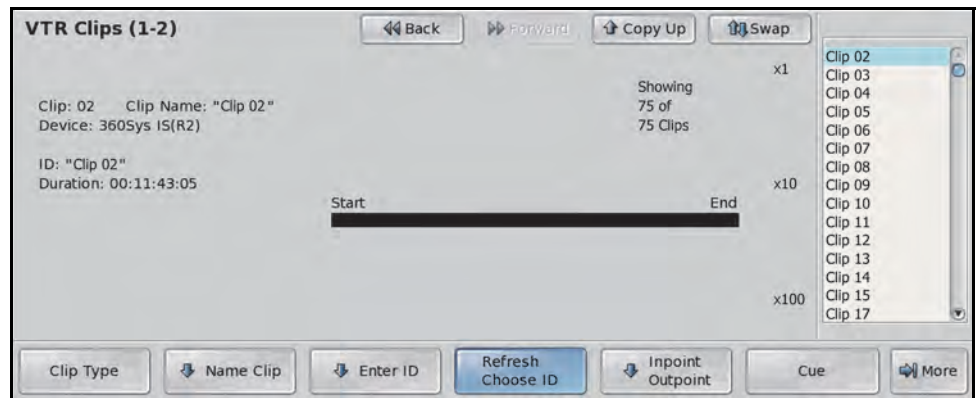 VTR Clips (1-2)
Back
Forward
Copy Up
Swap
Clip: 02 Clip Name: "Clip 02"
Device: 360Sys IS(R2)
ID: "Clip 02"
Duration: 00:11:43:05
Showing
75 of
75 Clips
Start End
x1
x10
x100
Clip 02
Clip 03
Clip 04
Clip 05
Clip 06
Clip 07
Clip 08
Clip 09
Clip 10
Clip 11
Clip 12
Clip 13
Clip 14
Clip 15
Clip 17
Clip Type
Name Clip
Enter ID
Refresh
Choose ID
Inpoint
Outpoint
Cue
More